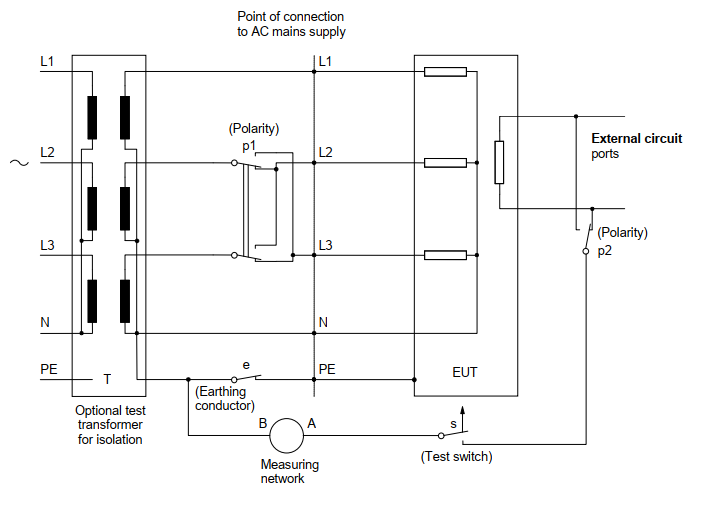 Point of connection
to AC mains supply
L1
L1
(Polarity)
p1
External circuit
ports
L2
L2
(Polarity)
p2
L3
L3
N
N
PE
T
e
PE
EUT
(Earthing
conductor)
Optional test
transformer
for isolation
B
A
s
(Test switch)
Measuring
network